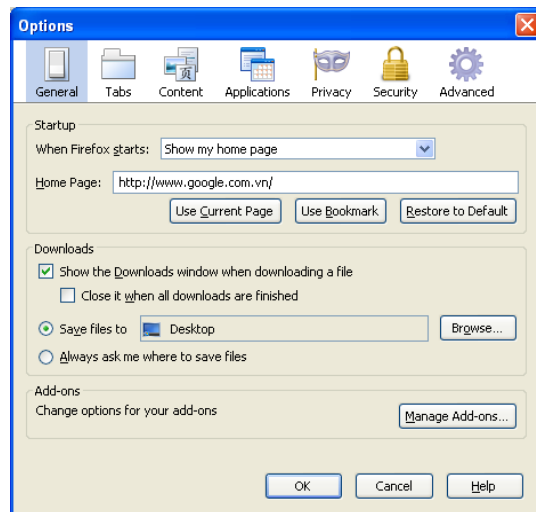 Options
General Tabs Content Applications Privacy Security Advanced
Startup
When Firefox starts: Show my home page
Home Page: http://www.google.com.vn/
Use Current Page Use Bookmark Restore to Default
Downloads
Show the Downloads window when downloading a file
Close it when all downloads are finished
Save files to Desktop Browse...
Always ask me where to save files
Add-ons
Change options for your add-ons Manage Add-ons...
OK Cancel Help